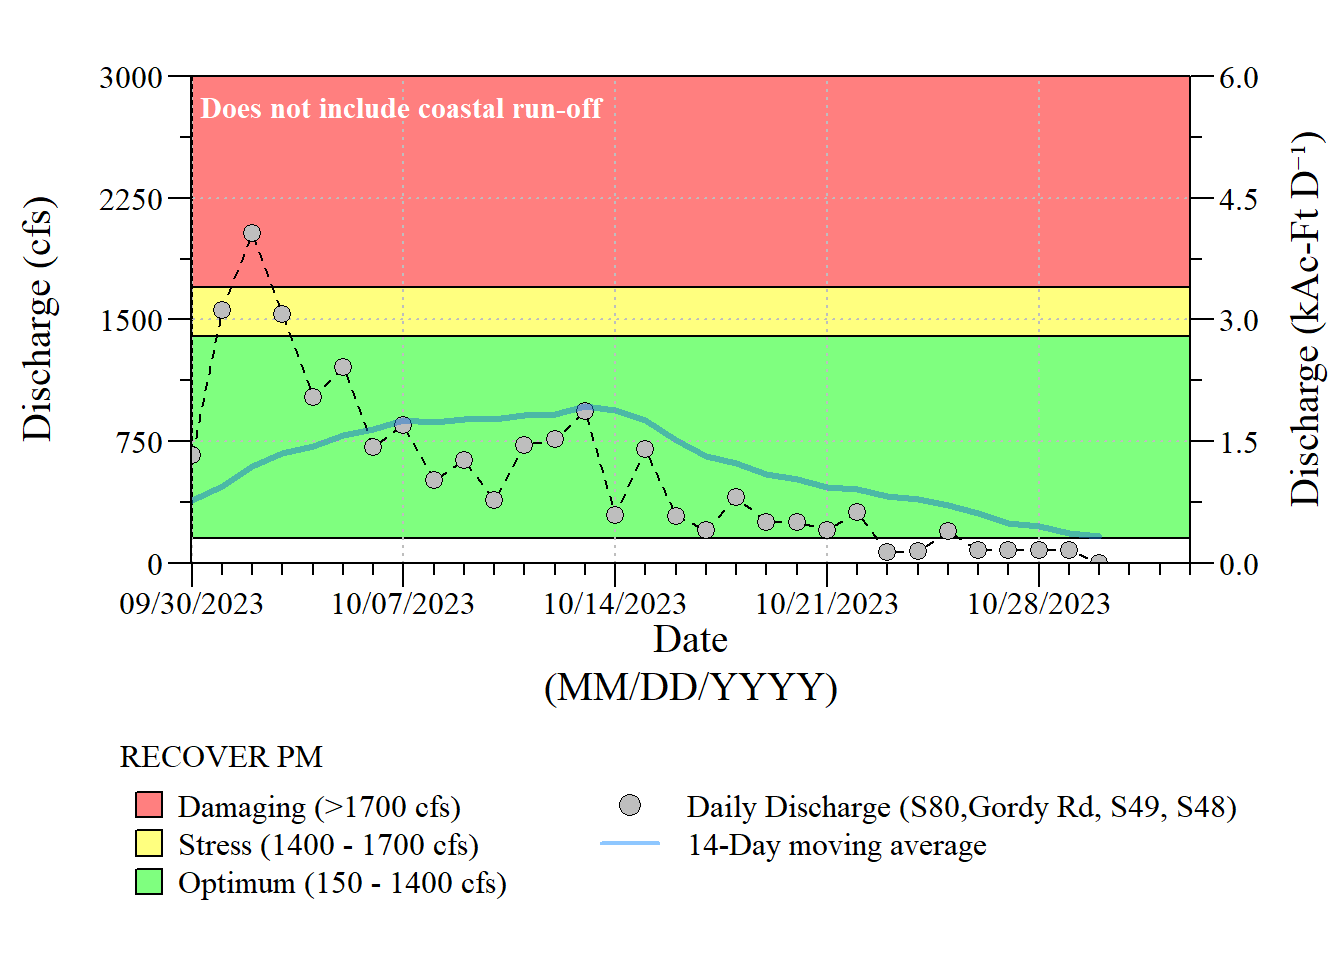 Does not include coastal run-off
3000
2250
1500
750
0
Discharge (cfs)
6.0
4.5
3.0
1.5
0.0
Discharge (kAc-Ft D⁻¹)
09/30/2023 10/07/2023 10/14/2023 10/21/2023 10/28/2023
Date
(MM/DD/YYYY)
RECOVER PM
Damaging (>1700 cfs)
Stress (1400 - 1700 cfs)
Optimum (150 - 1400 cfs)
Daily Discharge (S80,Gordy Rd, S49, S48)
14-Day moving average